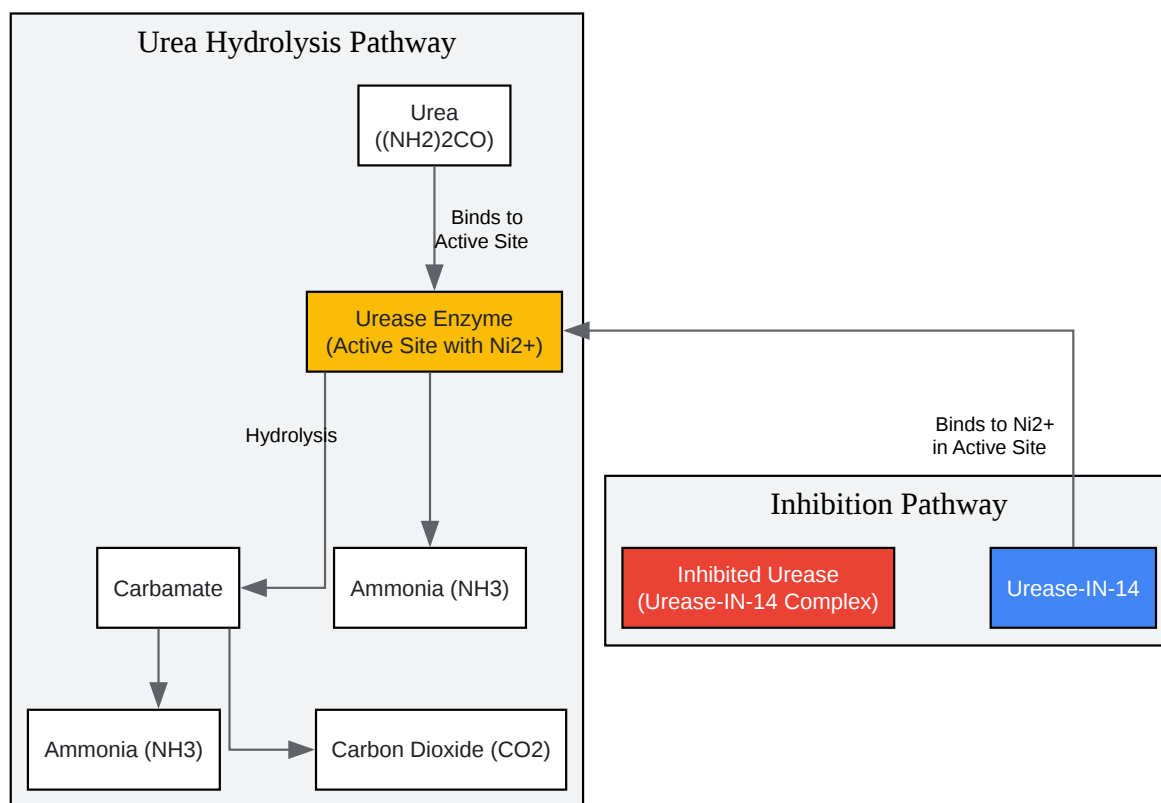 Urea Hydrolysis Pathway
Urea
((NH2)2CO)
Binds to
Active Site
Urease Enzyme
(Active Site with Ni2+)
Hydrolysis
Binds to Ni2+
in Active Site
Inhibition Pathway
Carbamate
Ammonia (NH3)
Inhibited Urease
(Urease-IN-14 Complex)
Urease-IN-14
Ammonia (NH3)
Carbon Dioxide (CO2)